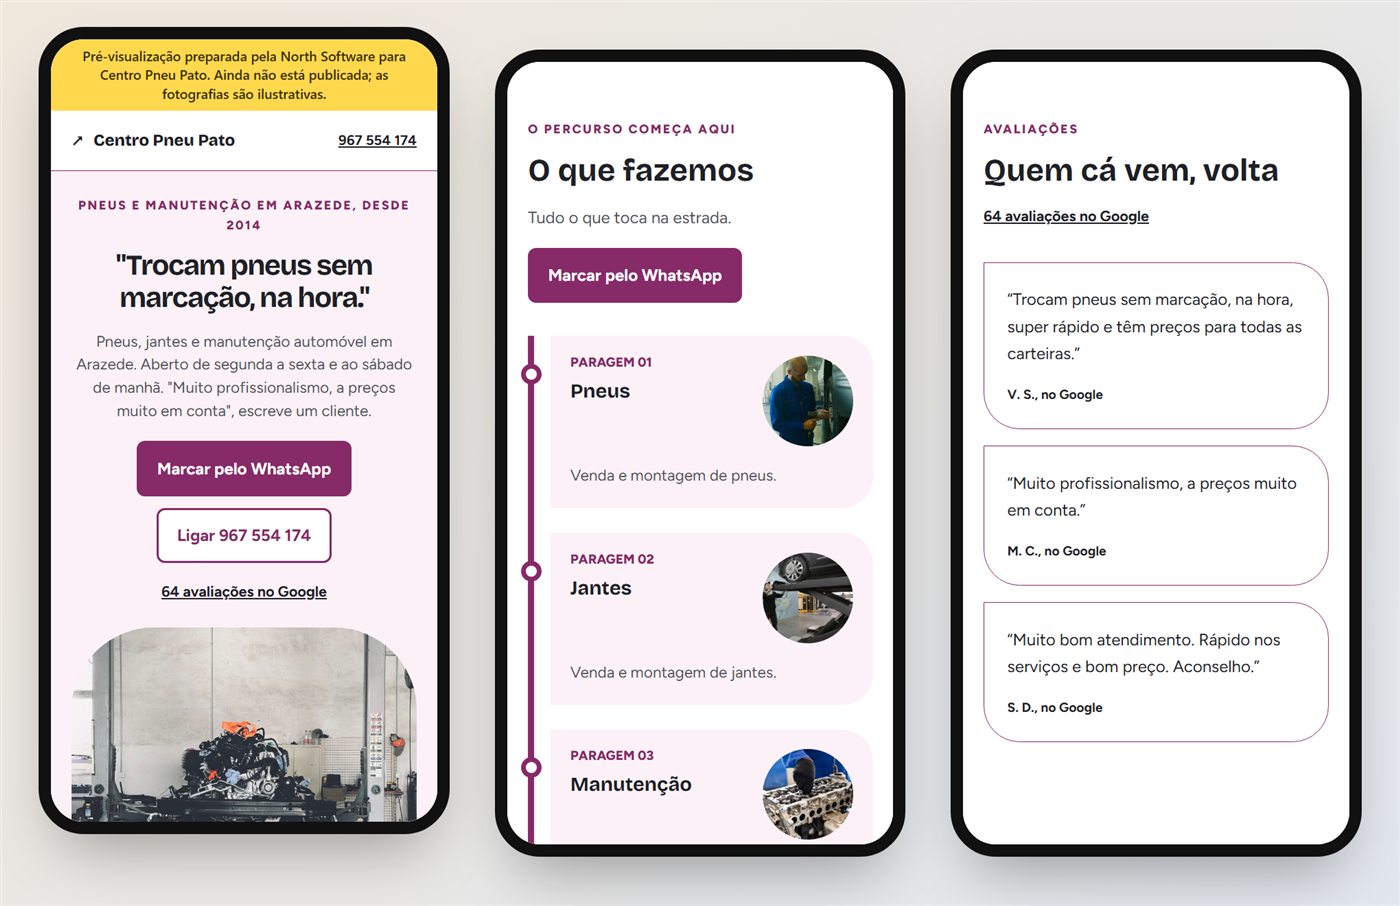 Pré-visualização preparada pela North Software para
Centro Pneu Pato. Ainda não está publicada; as
fotografias são ilustrativas.
↗ Centro Pneu Pato
967 554 174
PNEUS E MANUTENÇÃO EM ARAZEDE, DESDE
2014
"Trocam pneus sem
marcação, na hora."
Pneus, jantes e manutenção automóvel em
Arazede. Aberto de segunda a sexta e ao sábado
de manhã. "Muito profissionalismo, a preços
muito em conta", escreve um cliente.
Marcar pelo WhatsApp
Ligar 967 554 174
64 avaliações no Google
O PERCURSO COMEÇA AQUI
O que fazemos
Tudo o que toca na estrada.
Marcar pelo WhatsApp
PARAGEM 01
Pneus
Venda e montagem de pneus.
PARAGEM 02
Jantes
Venda e montagem de jantes.
PARAGEM 03
Manutenção
AVALIAÇÕES
Quem cá vem, volta
64 avaliações no Google
“Trocam pneus sem marcação, na hora,
super rápido e têm preços para todas as
carteiras.”
V. S., no Google
“Muito profissionalismo, a preços muito
em conta.”
M. C., no Google
“Muito bom atendimento. Rápido nos
serviços e bom preço. Aconselho.”
S. D., no Google